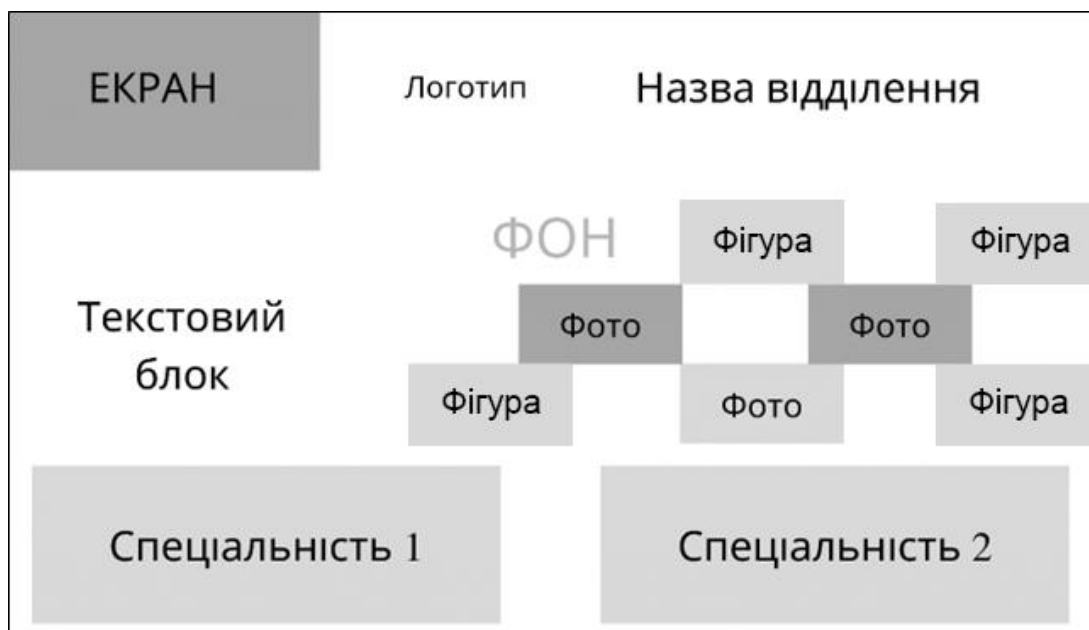 ЕКРАН
Логотип
Назва відділення
ФОН
Фігура
Фігура
Текстовий
блок
Фото
Фото
Фігура
Фото
Фігура
Спеціальність 1
Спеціальність 2